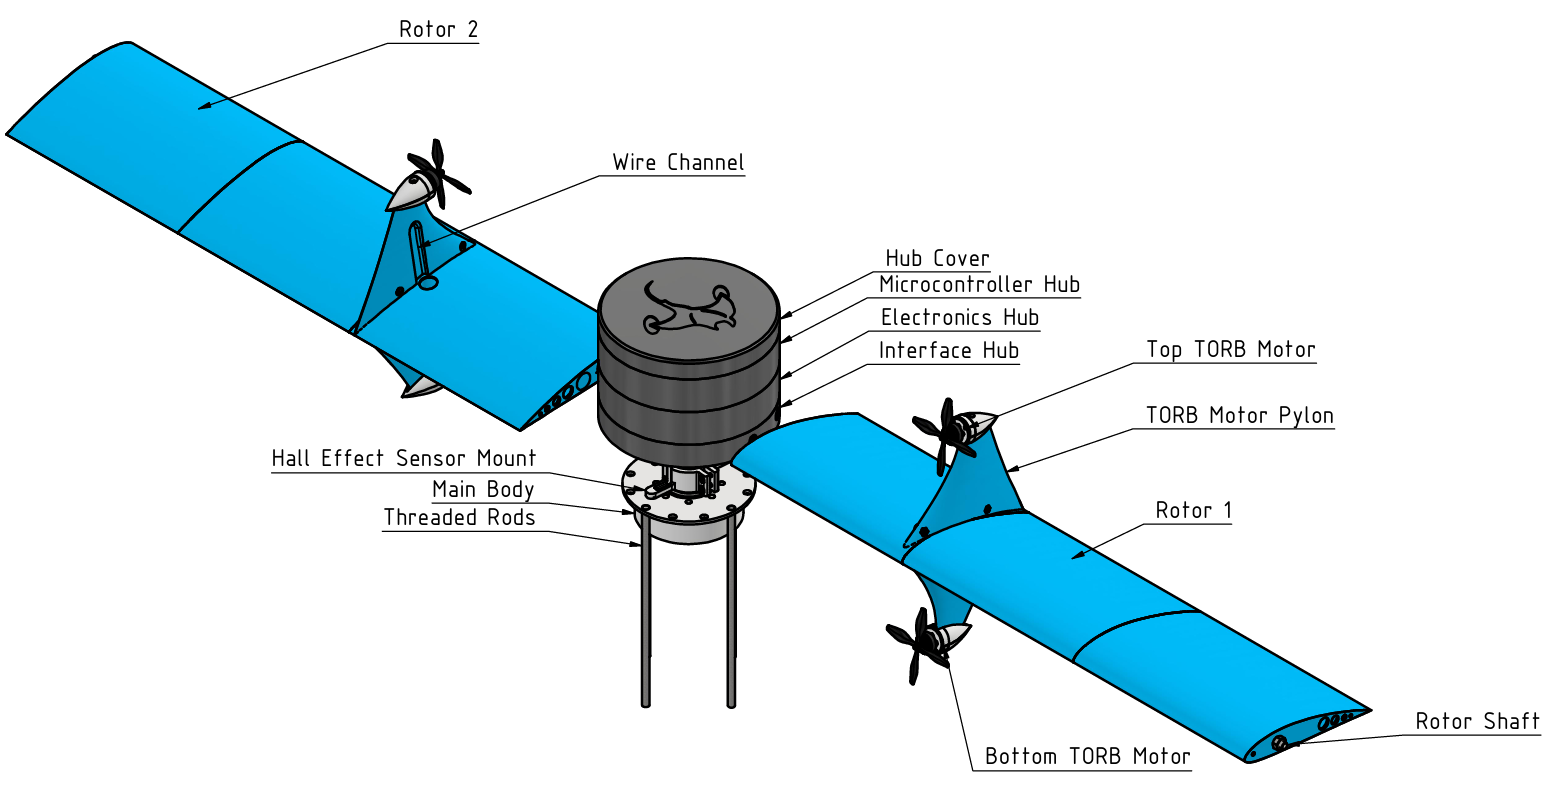 Rotor 2
Wire Channel
Hub Cover
Microcontroller Hub
Electronics Hub
Interface Hub
Top TORB Motor
TORB Motor Pylon
Hall Effect Sensor Mount
Main Body
Threaded Rods
Rotor 1
Rotor Shaft
Bottom TORB Motor